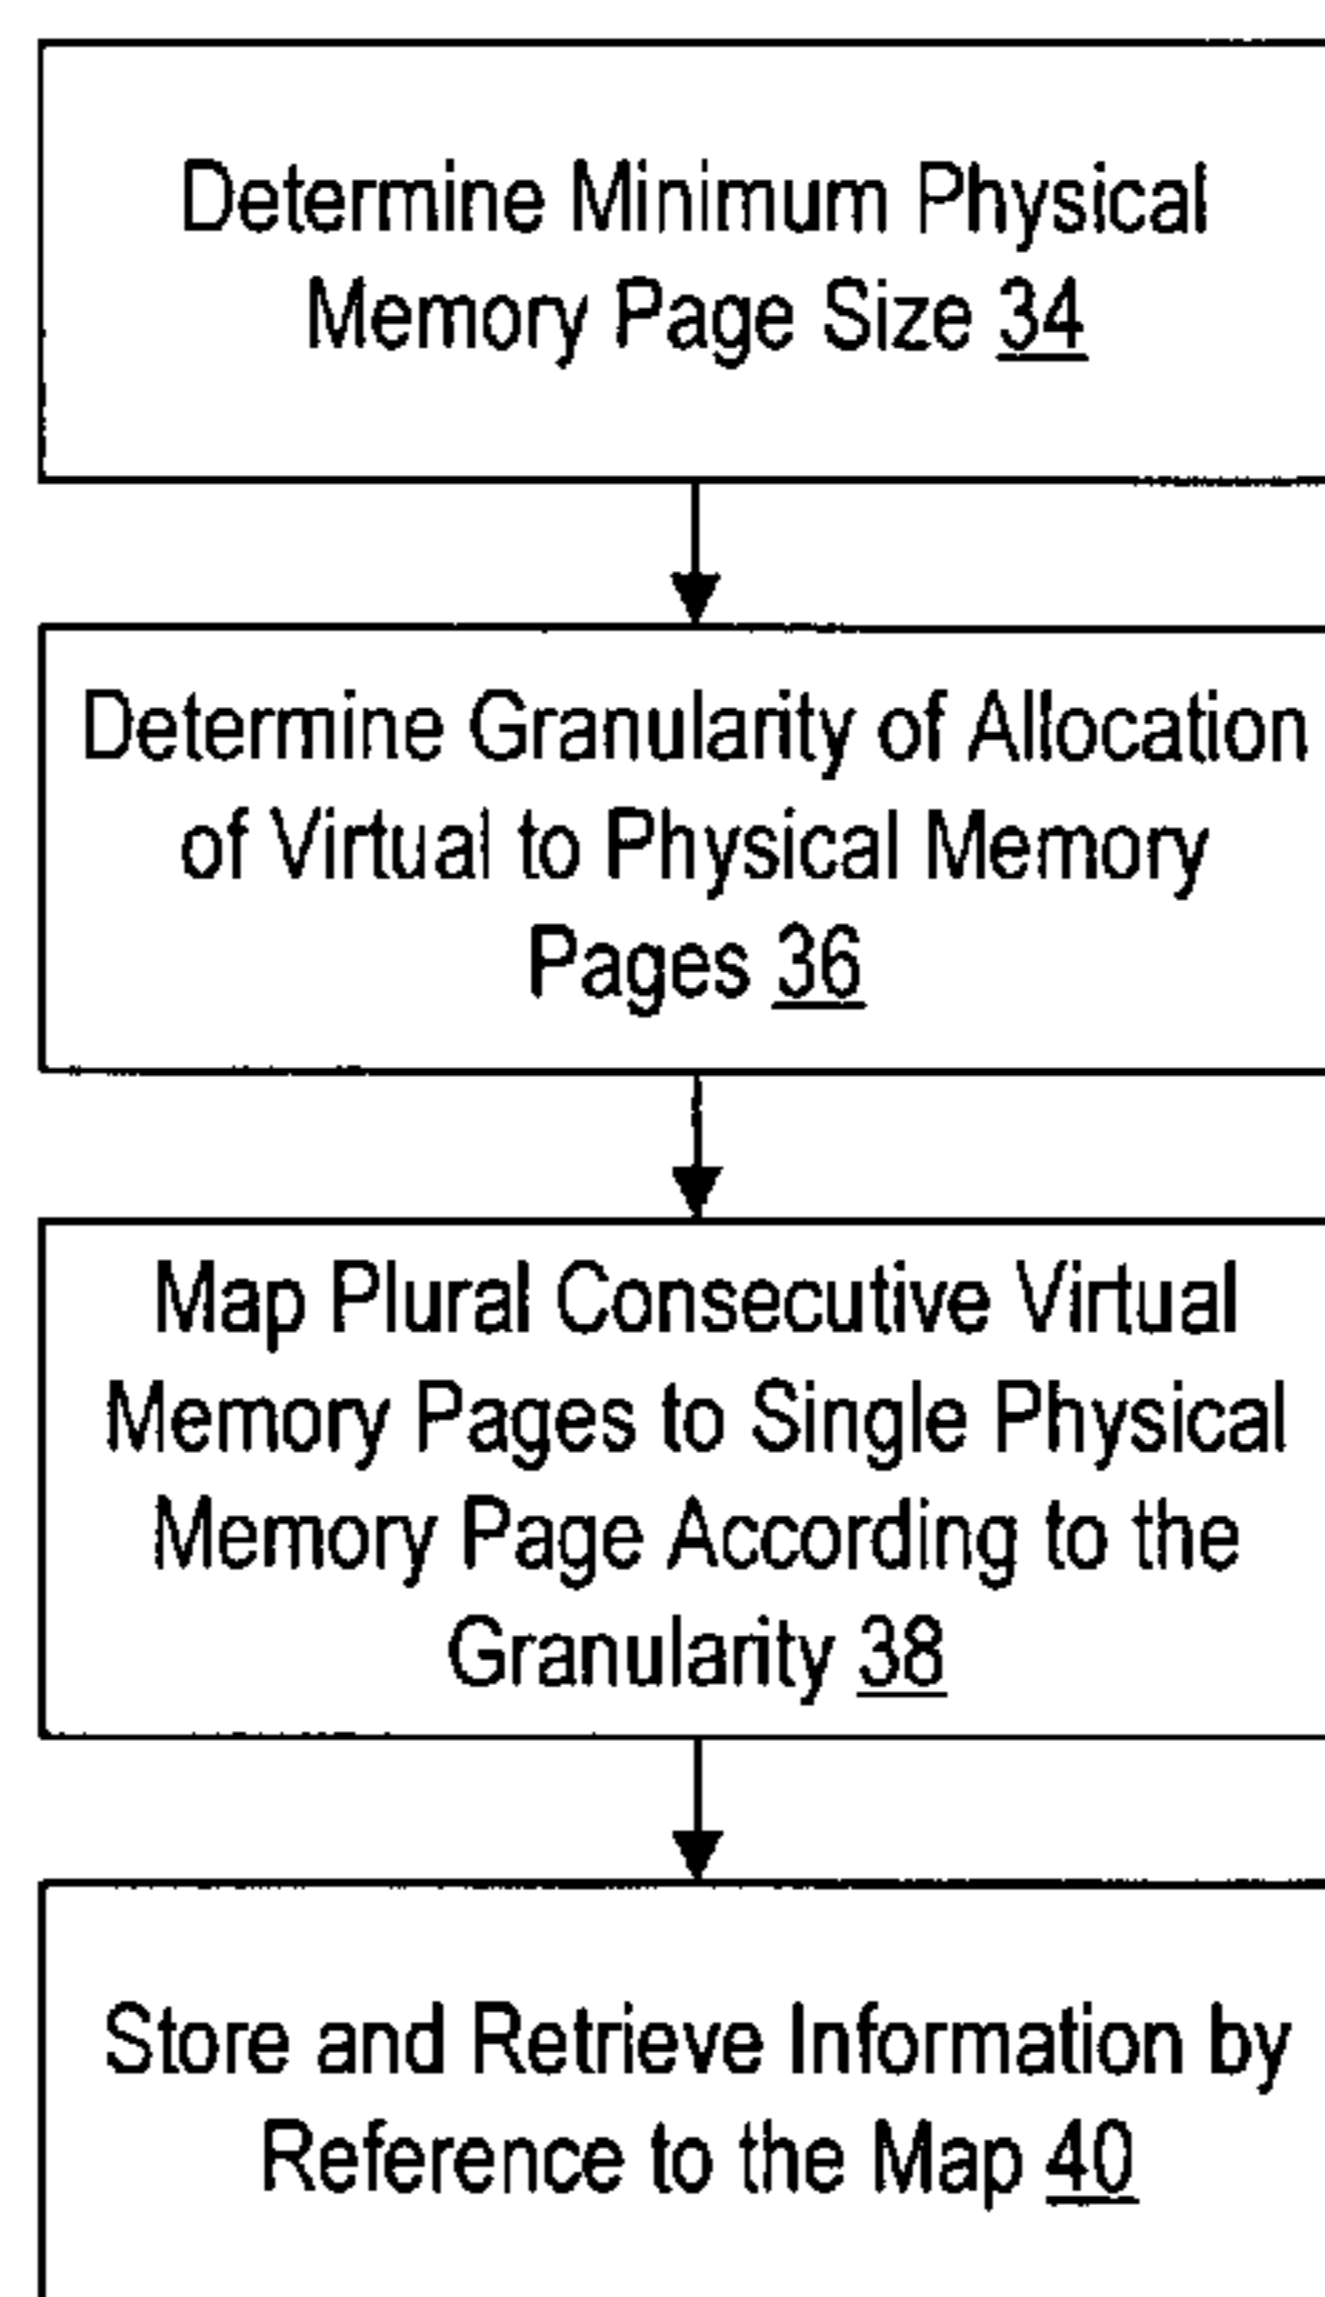 Determine Minimum Physical
Memory Page Size 34
Determine Granularity of Allocation
of Virtual to Physical Memory
Pages 36
Map Plural Consecutive Virtual
Memory Pages to Single Physical
Memory Page According to the
Granularity 38
Store and Retrieve Information by
Reference to the Map 40